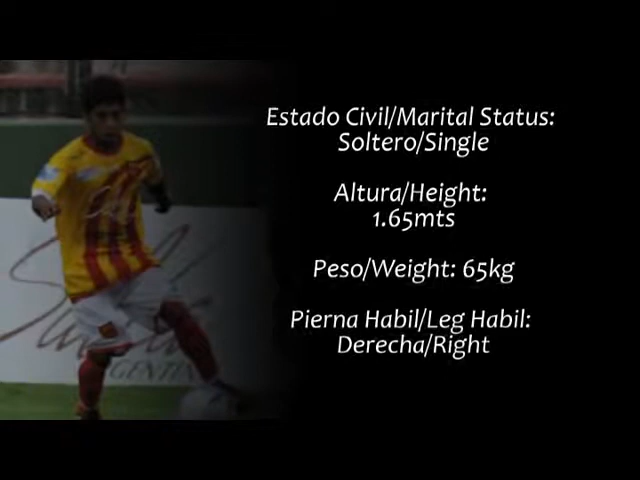 Estado Civil/Marital Status:
Soltero/Single
Altura/Height:
1.65mts
Peso/Weight: 65kg
Pierna Habil/Leg Habil:
Derecha/Right